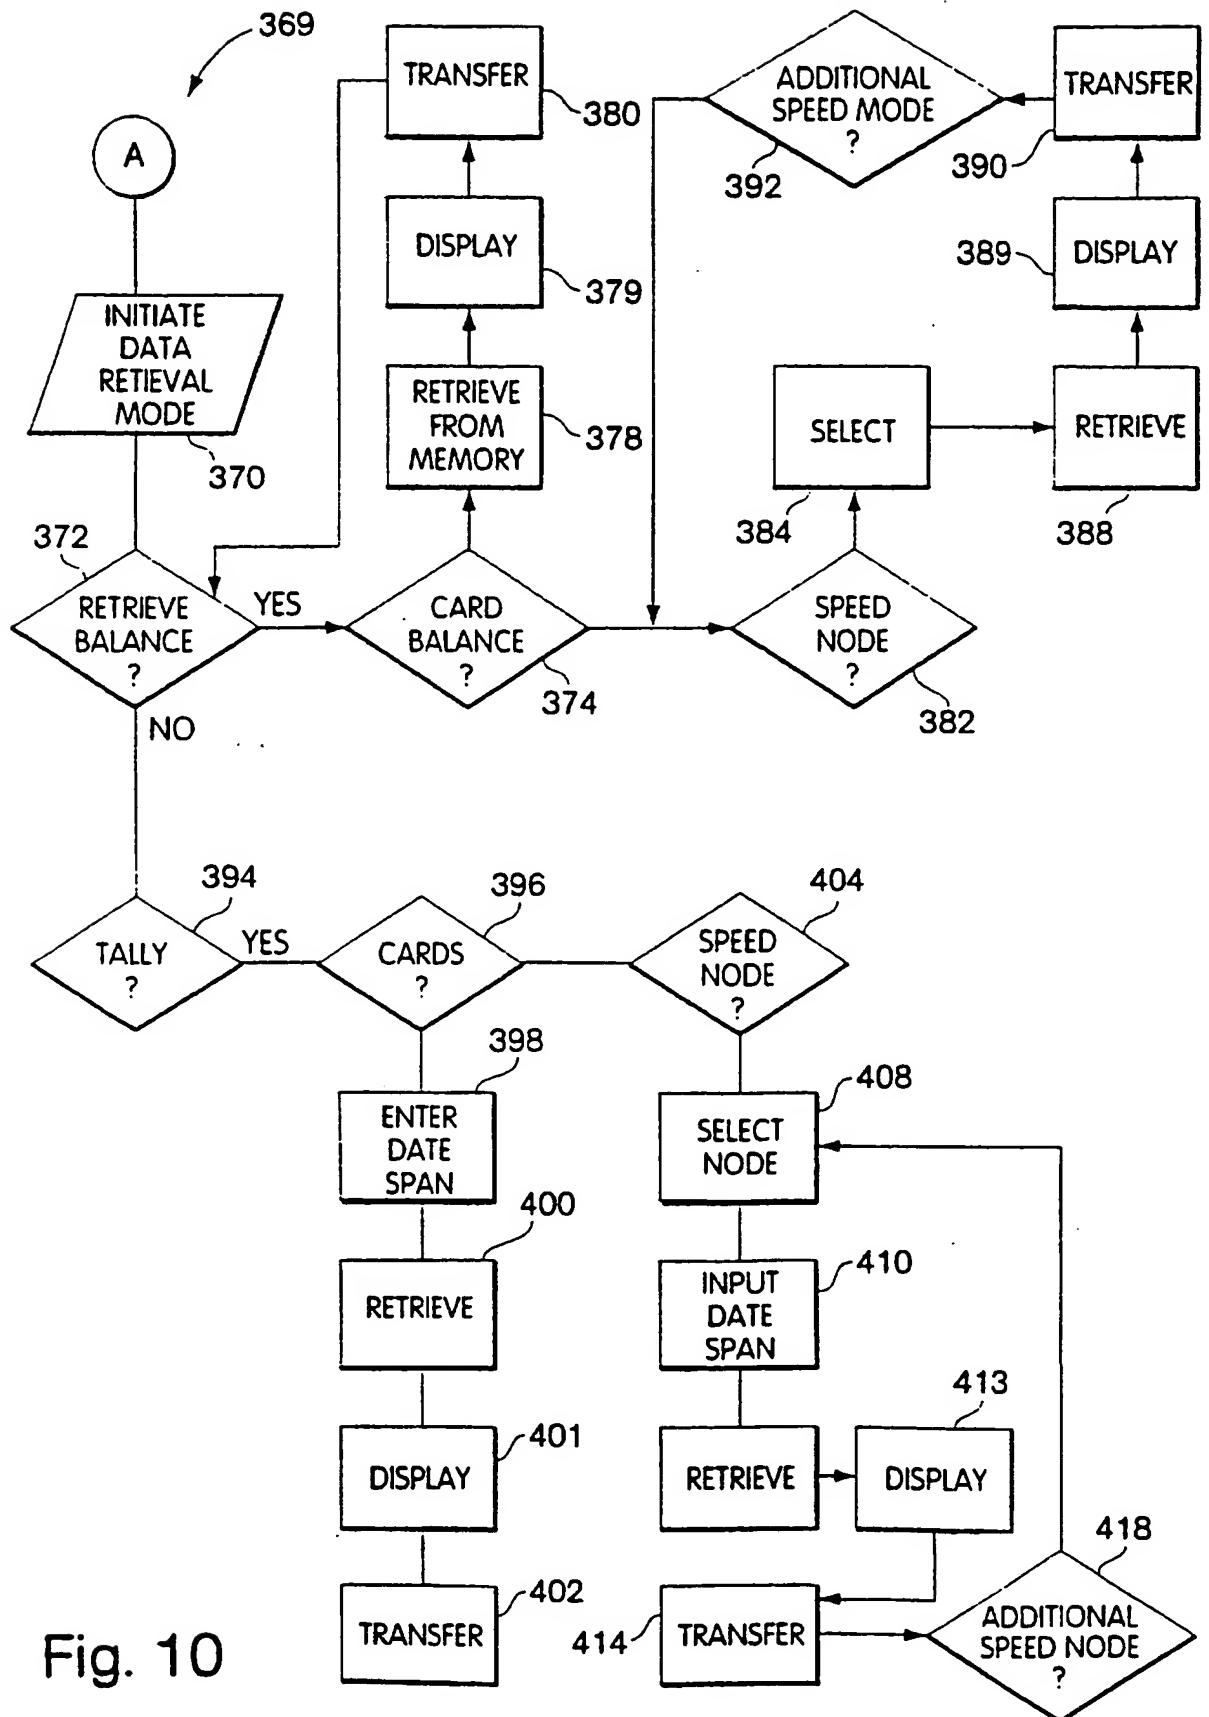 369
A
INITIATE
DATA
RETIEVAL
MODE
370
TRANSFER
380
DISPLAY
379
RETRIEVE
FROM
MEMORY
378
ADDITIONAL
SPEED MODE
?
392
TRANSFER
390
DISPLAY
389
SELECT
384
RETRIEVE
388
372
RETRIEVE
BALANCE
?
YES
NO
CARD
BALANCE
?
374
SPEED
NODE
?
382
394
TALLY
?
YES
396
CARDS
?
404
SPEED
NODE
?
398
ENTER
DATE
SPAN
400
RETRIEVE
401
DISPLAY
402
TRANSFER
408
SELECT
NODE
410
INPUT
DATE
SPAN
RETRIEVE
413
DISPLAY
414
TRANSFER
418
ADDITIONAL
SPEED NODE
?
Fig. 10